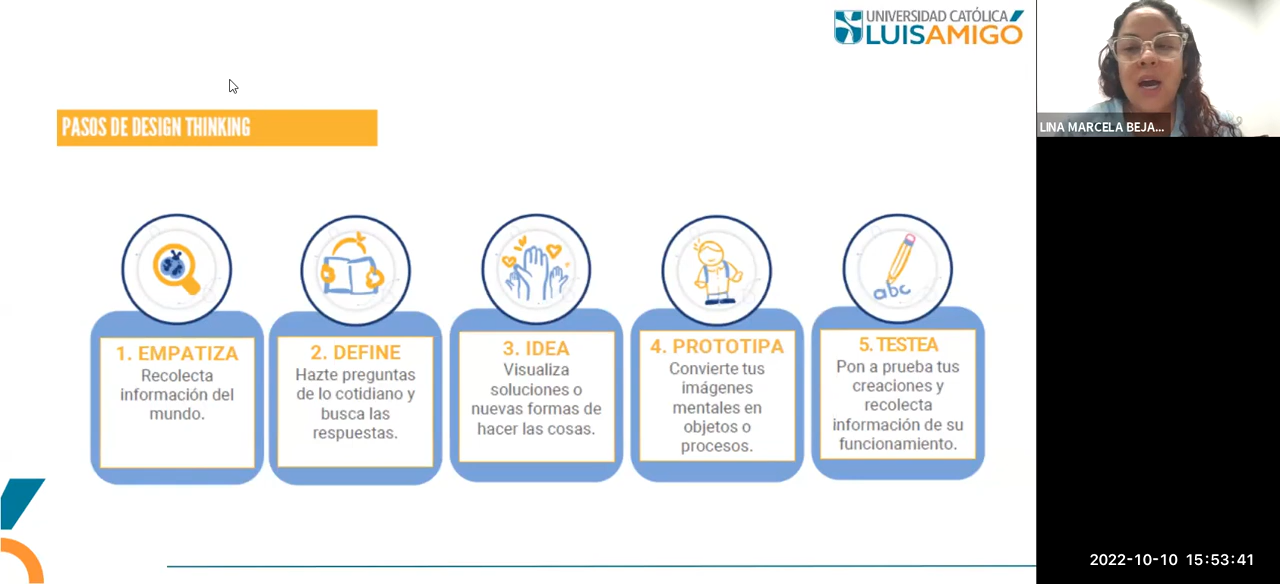 UNIVERSIDAD CATÓLICA
LUISAMIGÓ
LINA MARCELA BEJA...
PASOS DE DESIGN THINKING
1. EMPATIZA
Recolecta
información del
mundo.
2. DEFINE
Hazte preguntas
de lo cotidiano y
busca las
respuestas.
3. IDEA
Visualiza
soluciones o
nuevas formas de
hacer las cosas.
4. PROTOTIPA
Convierte tus
imágenes
mentales en
objetos o
procesos.
abc
5. TESTEA
Pon a prueba tus
creaciones y
recolecta
información de su
funcionamiento.
2022-10-10 15:53:41